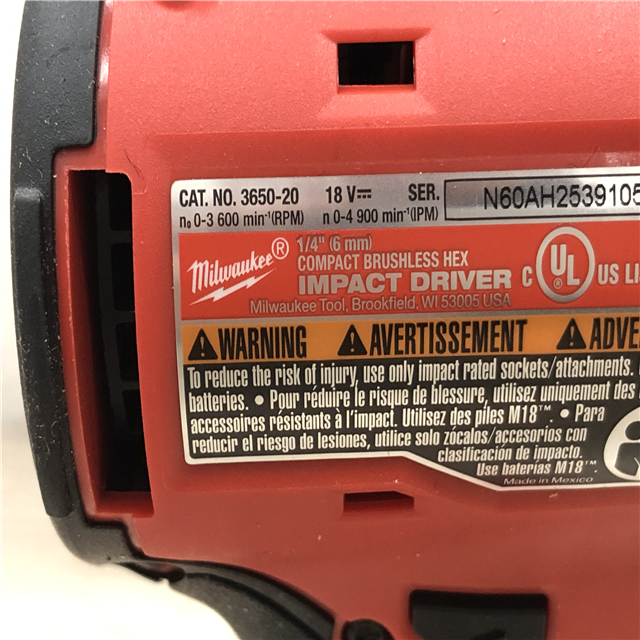 CAT. NO. 3650-20 18 V⎓ SER. N60AH2539105
n₀ 0-3 600 min⁻¹(RPM) n 0-4 900 min⁻¹(IPM)
Milwaukee®
1/4" (6 mm)
COMPACT BRUSHLESS HEX
IMPACT DRIVER
Milwaukee Tool, Brookfield, WI 53005 USA
C UL US LI
® 
⚠WARNING ⚠AVERTISSEMENT ⚠ADVE
To reduce the risk of injury, use only impact rated sockets/attachments.
batteries. • Pour réduire le risque de blessure, utilisez uniquement des
accessoires résistants à l'impact. Utilisez des piles M18™. • Para
reducir el riesgo de lesiones, utilice solo zócalos/accesorios con
clasificación de impacto.
Use baterías M18™.
Made in Mexico